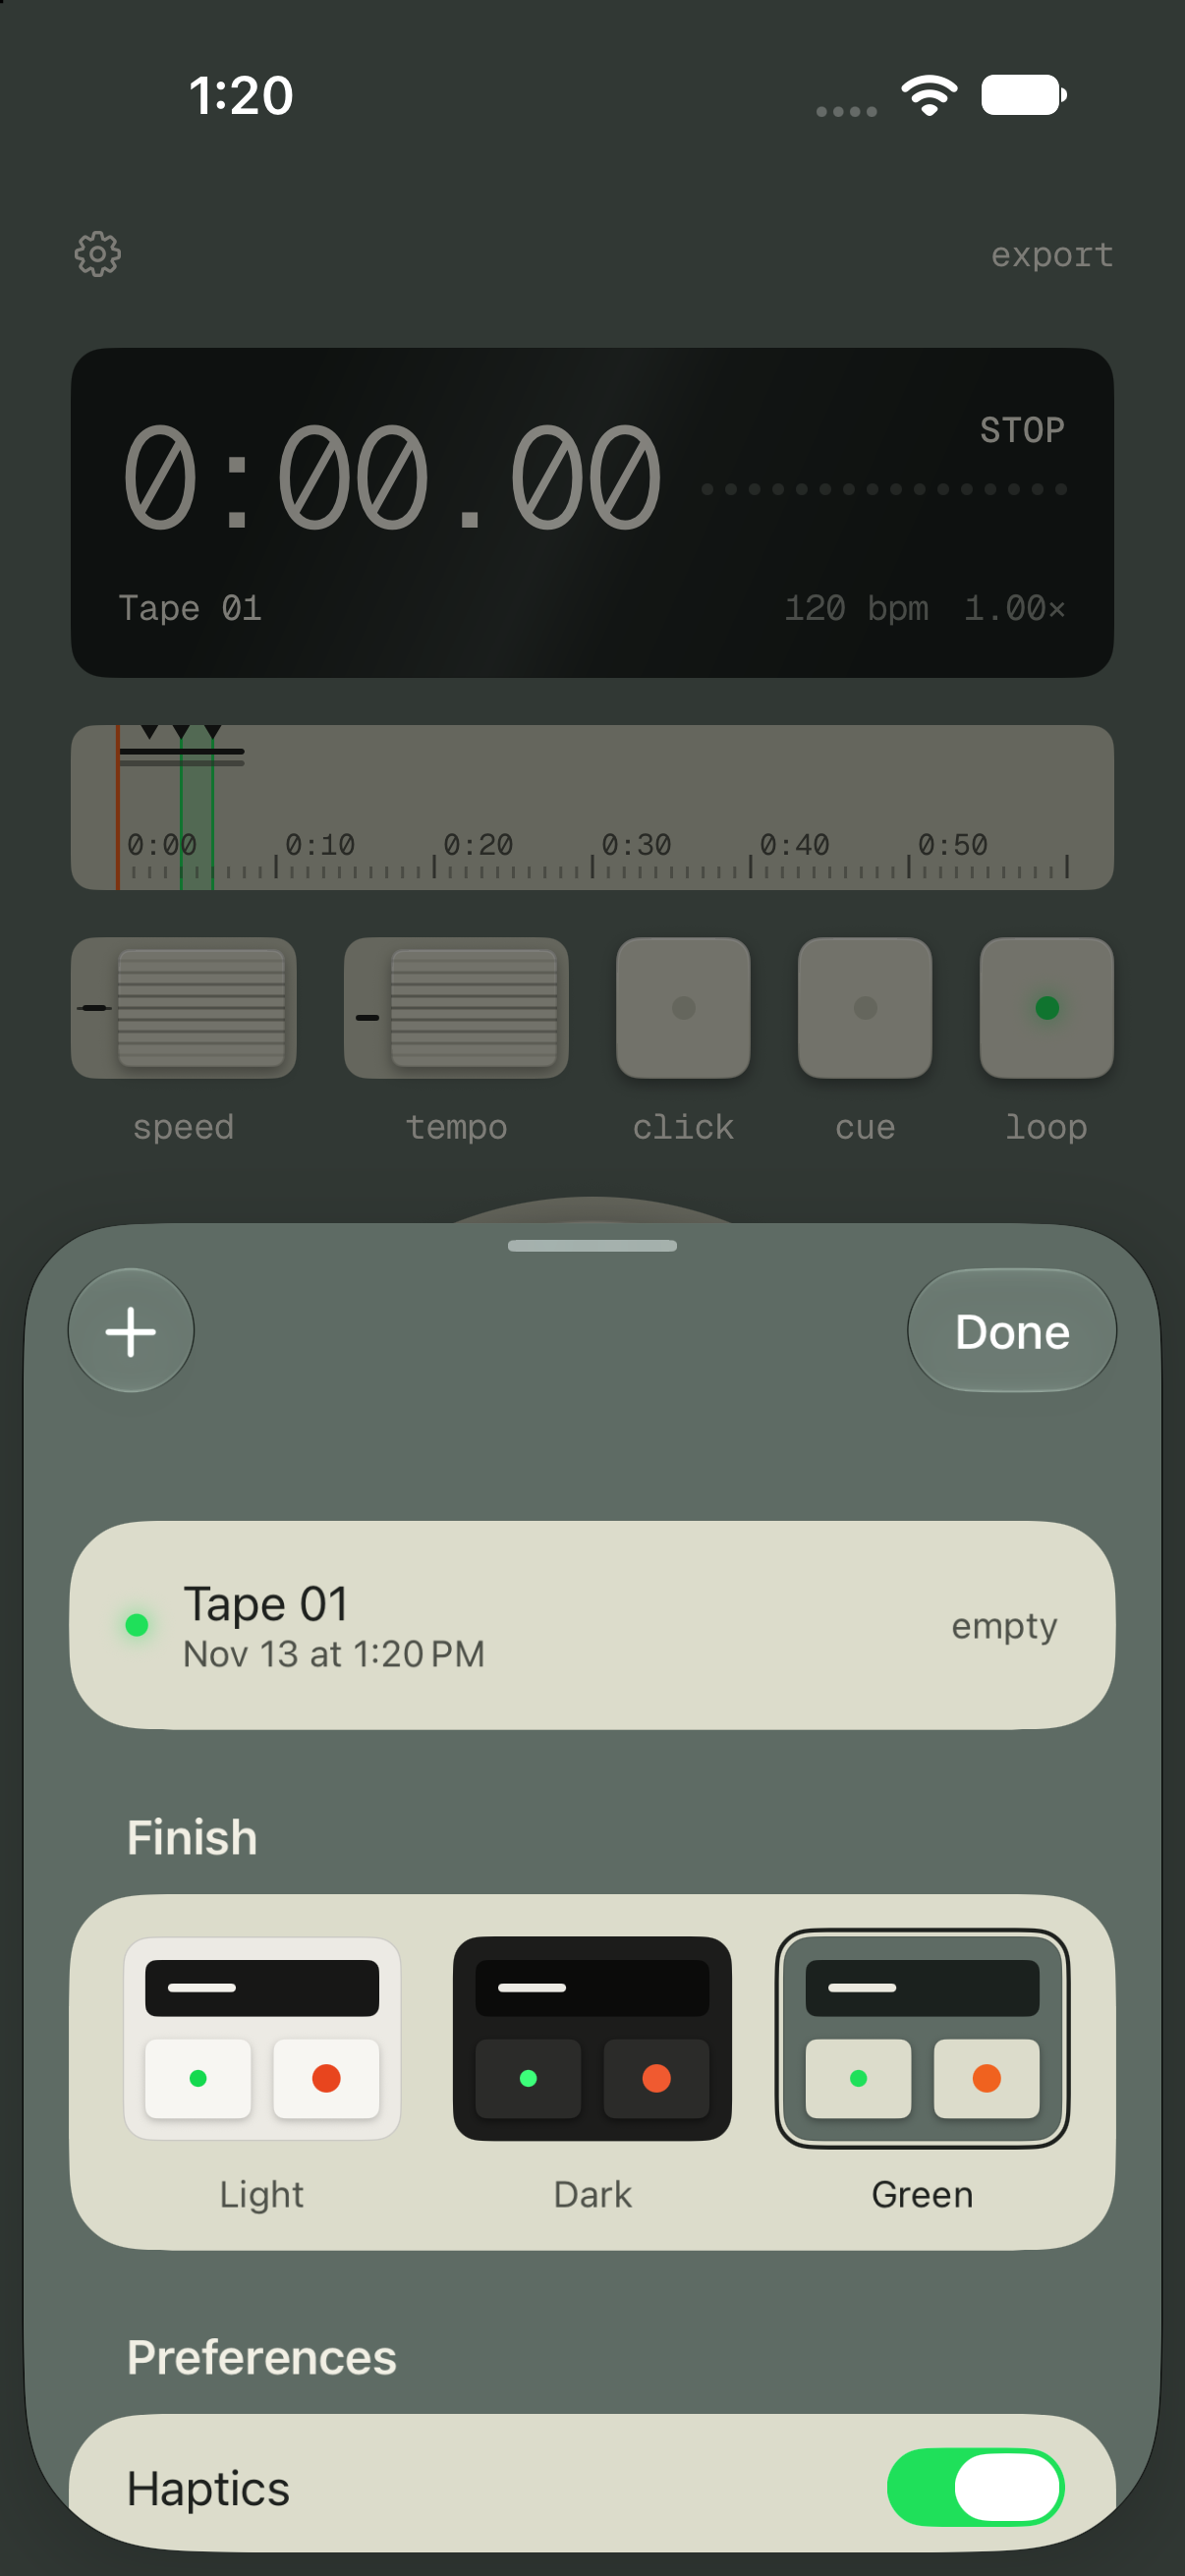 1:20
export
0:00.00
STOP
Tape 01
120 bpm 1.00×
0:00 0:10 0:20 0:30 0:40 0:50
speed tempo click cue loop
Done
Tape 01
Nov 13 at 1:20 PM
empty
Finish
Light Dark Green
Preferences
Haptics